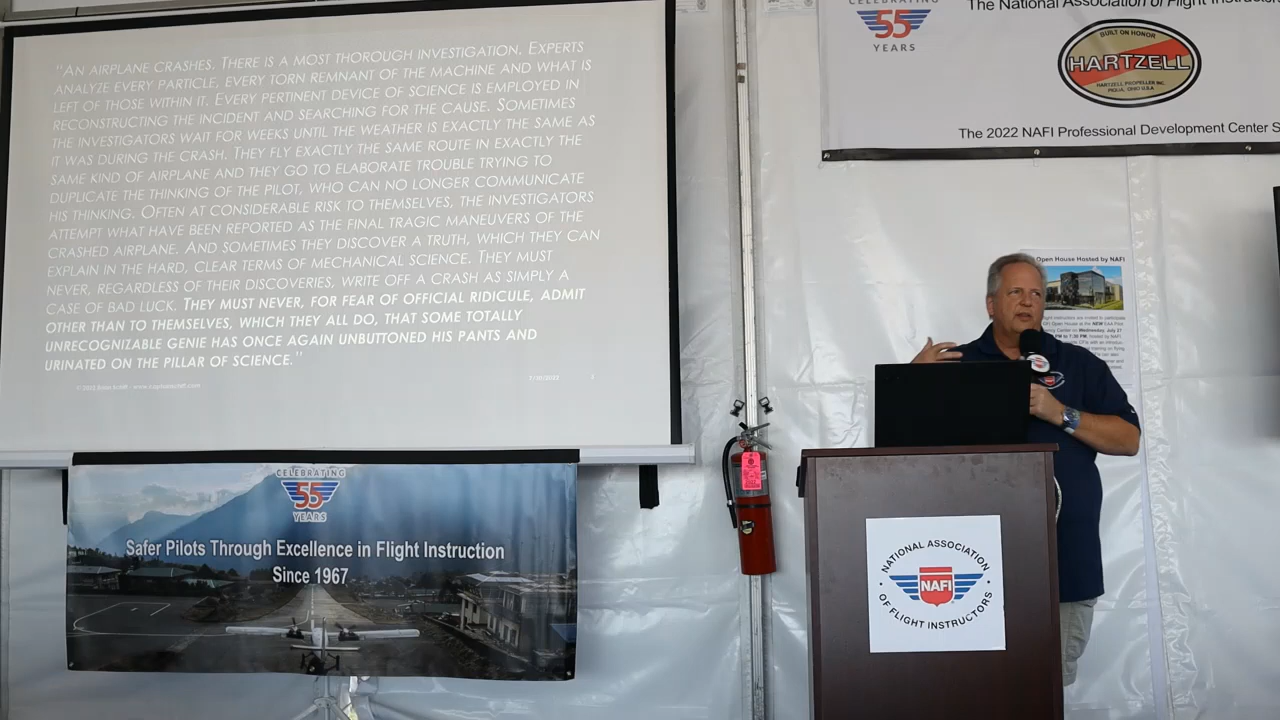 “AN AIRPLANE CRASHES. THERE IS A MOST THOROUGH INVESTIGATION. EXPERTS
ANALYZE EVERY PARTICLE, EVERY TORN REMNANT OF THE MACHINE AND WHAT IS
LEFT OF THOSE WITHIN IT. EVERY PERTINENT DEVICE OF SCIENCE IS EMPLOYED IN
RECONSTRUCTING THE INCIDENT AND SEARCHING FOR THE CAUSE. SOMETIMES
THE INVESTIGATORS WAIT FOR WEEKS UNTIL THE WEATHER IS EXACTLY THE SAME AS
IT WAS DURING THE CRASH. THEY FLY EXACTLY THE SAME ROUTE IN EXACTLY THE
SAME KIND OF AIRPLANE AND THEY GO TO ELABORATE TROUBLE TRYING TO
DUPLICATE THE THINKING OF THE PILOT, WHO CAN NO LONGER COMMUNICATE
HIS THINKING. OFTEN AT CONSIDERABLE RISK TO THEMSELVES, THE INVESTIGATORS
ATTEMPT WHAT HAVE BEEN REPORTED AS THE FINAL TRAGIC MANEUVERS OF THE
CRASHED AIRPLANE. AND SOMETIMES THEY DISCOVER A TRUTH, WHICH THEY CAN
EXPLAIN IN THE HARD, CLEAR TERMS OF MECHANICAL SCIENCE. THEY MUST
NEVER, REGARDLESS OF THEIR DISCOVERIES, WRITE OFF A CRASH AS SIMPLY A
CASE OF BAD LUCK. THEY MUST NEVER, FOR FEAR OF OFFICIAL RIDICULE, ADMIT
OTHER THAN TO THEMSELVES, WHICH THEY ALL DO, THAT SOME TOTALLY
UNRECOGNIZABLE GENIE HAS ONCE AGAIN UNBUTTONED HIS PANTS AND
URINATED ON THE PILLAR OF SCIENCE.”
CELEBRATING
55
YEARS
Safer Pilots Through Excellence in Flight Instruction
Since 1967
CELEBRATING
55
YEARS
The National Association of Flight Instructors
BUILT ON HONOR
HARTZELL
HARTZELL PROPELLER INC.
PIQUA, OHIO U.S.A
The 2022 NAFI Professional Development Center S
Open House Hosted by NAFI
NATIONAL ASSOCIATION
NAFI
OF FLIGHT INSTRUCTORS